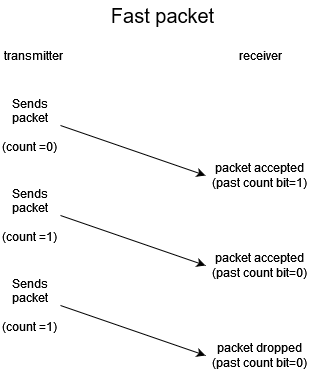 Fast packet
transmitter
receiver
Sends
packet
(count =0)
packet accepted
(past count bit=1)
Sends
packet
(count =1)
packet accepted
(past count bit=0)
Sends
packet
(count =1)
packet dropped
(past count bit=0)